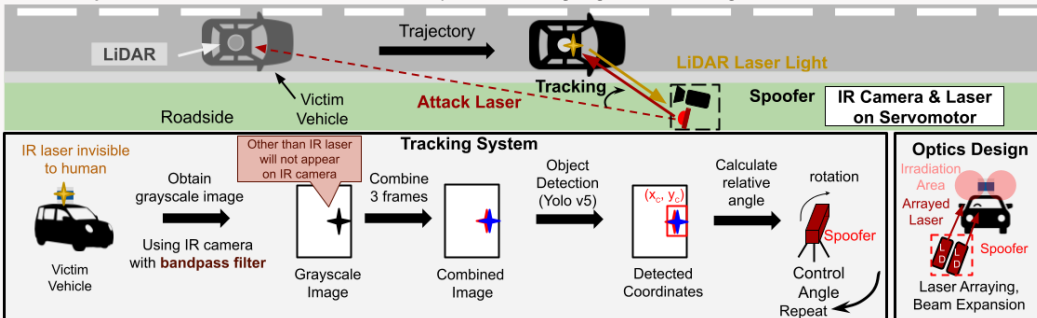 LiDAR
Trajectory
LiDAR Laser Light
Tracking
Attack Laser
Victim
Vehicle
Roadside
Spoofer
IR Camera & Laser
on Servomotor
Tracking System
IR laser invisible
to human
Victim
Vehicle
Obtain
grayscale image
Using IR camera
with bandpass filter
Other than IR laser
will not appear
on IR camera
Grayscale
Image
Combine
3 frames
Combined
Image
Object
Detection
(Yolo v5)
(xc, yc)
Detected
Coordinates
Calculate
relative
angle
rotation
Spoofer
Control
Angle
Repeat
Optics Design
Irradiation
Area
Arrayed
Laser
LD
LD
Spoofer
Laser Arraying,
Beam Expansion